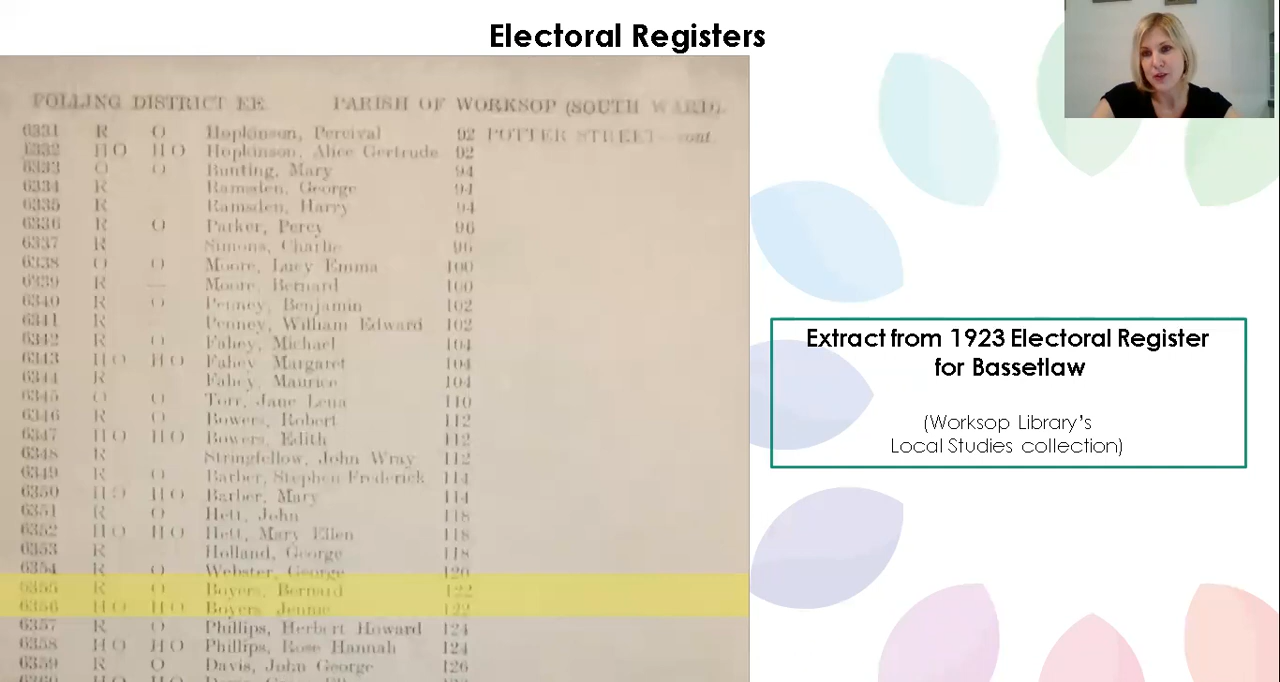 Electoral Registers
POLLING DISTRICT EE. PARISH OF WORKSOP (SOUTH WARD).
6331 R O Hopkinson, Percival 92 POTTER STREET—cont.
6332 HO HO Hopkinson, Alice Gertrude 92
6333 O O Bunting, Mary 94
6334 R Ramsden, George 94
6335 R Ramsden, Harry 94
6336 R O Parker, Percy 96
6337 R Simons, Charlie 96
6338 O O Moore, Lucy Emma 100
6339 R — Moore, Bernard 100
6340 R O Penney, Benjamin 102
6341 R Penney, William Edward 102
6342 R O Fahey, Michael 104
6343 HO HO Fahey Margaret 104
6344 R Fahey, Maurice 104
6345 O O Torr, Jane Lena 110
6346 R O Bowers, Robert 112
6347 HO HO Bowers, Edith 112
6348 R Stringfellow, John Wray 112
6349 R O Barber, Stephen Frederick 114
6350 HO HO Barber, Mary 114
6351 R O Hett, John 118
6352 HO HO Hett, Mary Ellen 118
6353 R Holland, George 118
6354 R O Webster, George 120
6355 R O Boyers, Bernard 122
6356 HO HO Boyers Jennie 122
6357 R O Phillips, Herbert Howard 124
6358 HO HO Phillips, Rose Hannah 124
6359 R O Davis, John George 126
Extract from 1923 Electoral Register
for Bassetlaw
(Worksop Library's
Local Studies collection)